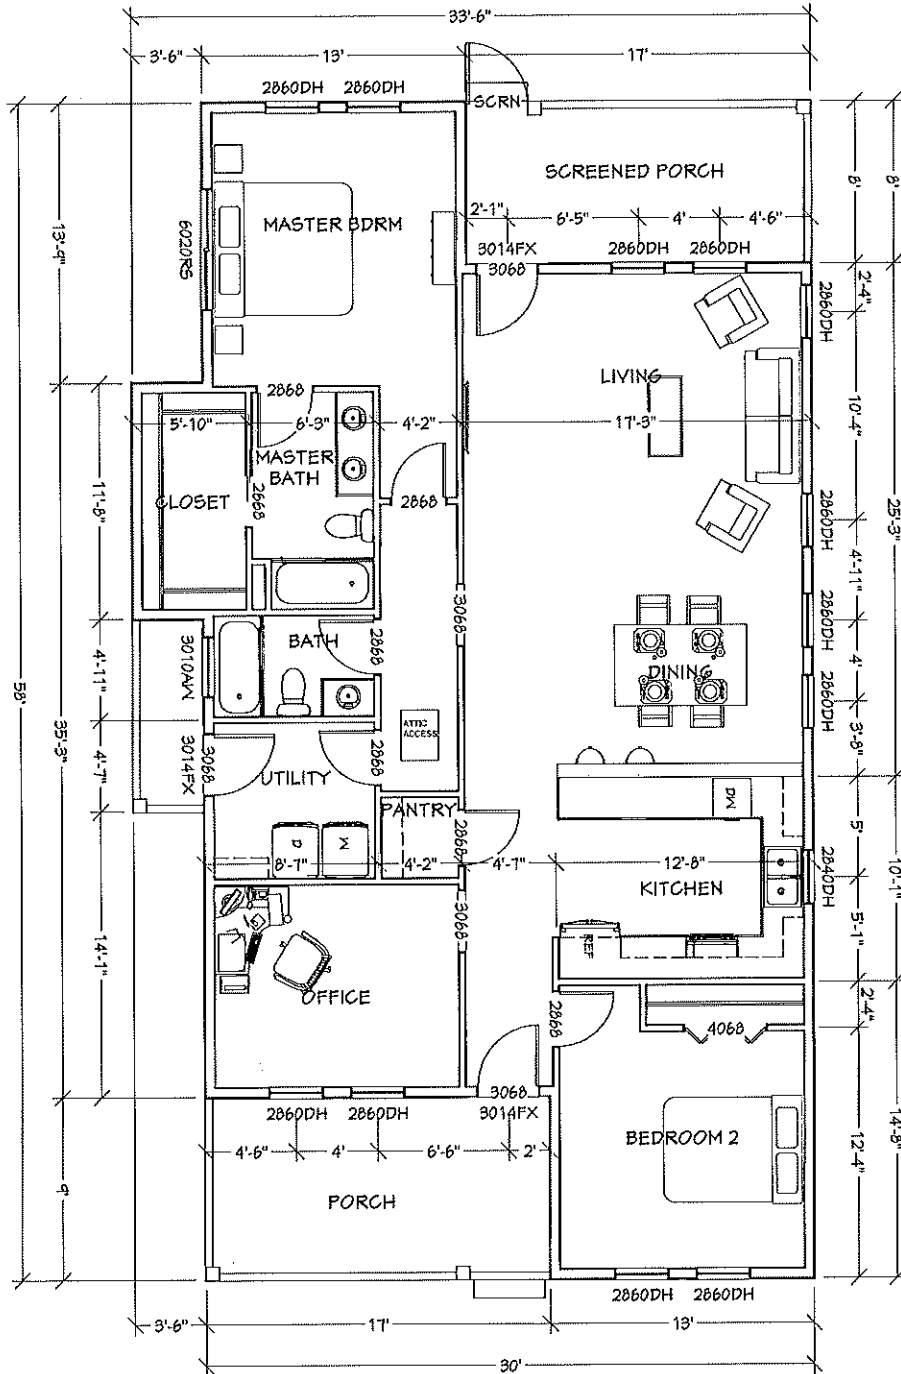 33'-6"
3'-6" 13' 17'
2860DH 2860DH
SCRN
SCREENED PORCH
8' 8'
2'-1" 6'-5" 4' 4'-6"
MASTER BDRM
13'-9"
6020RS
3014FX 2860DH 2860DH
3068
2'-4"
2860DH
LIVING
2868
5'-10" 6'-3" 4'-2" 17'-3"
10'-4"
MASTER
BATH
CLOSET
2668
2868
11'-8"
2860DH
25'-3"
4'-11"
3068
2860DH
BATH
2868
3010AW
4'-11"
DINING
4'
2860DH
58'
35'-3"
ATTIC
ACCESS
3'-8"
3014FX
3068
4'-7"
UTILITY
2868
DW
PANTRY
2868
5'
D W
8'-7" 4'-2" 4'-7" 12'-8"
2840DH
10'-1"
KITCHEN
3068
REF
5'-1"
14'-1"
OFFICE
2868
4068
2'-4"
3068
2860DH 2860DH 3014FX
BEDROOM 2
14'-8"
12'-4"
4'-6" 4' 6'-6" 2'
9'
PORCH
2860DH 2860DH
3'-6" 17' 13'
30'